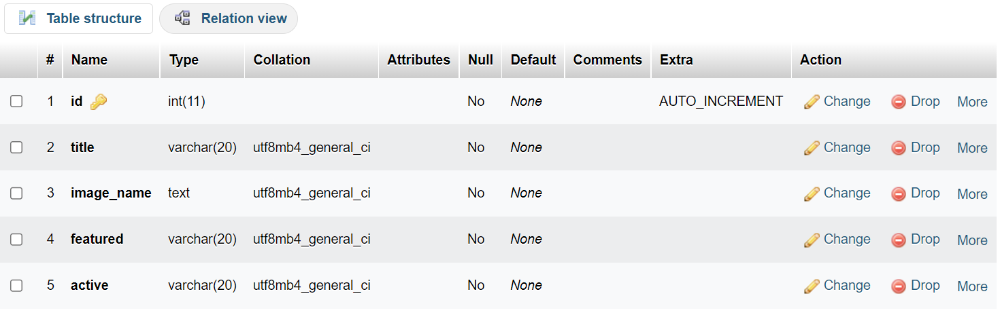 Table structure Relation view
# Name Type Collation Attributes Null Default Comments Extra Action
1 id int(11) No None AUTO_INCREMENT Change Drop More
2 title varchar(20) utf8mb4_general_ci No None Change Drop More
3 image_name text utf8mb4_general_ci No None Change Drop More
4 featured varchar(20) utf8mb4_general_ci No None Change Drop More
5 active varchar(20) utf8mb4_general_ci No None Change Drop More